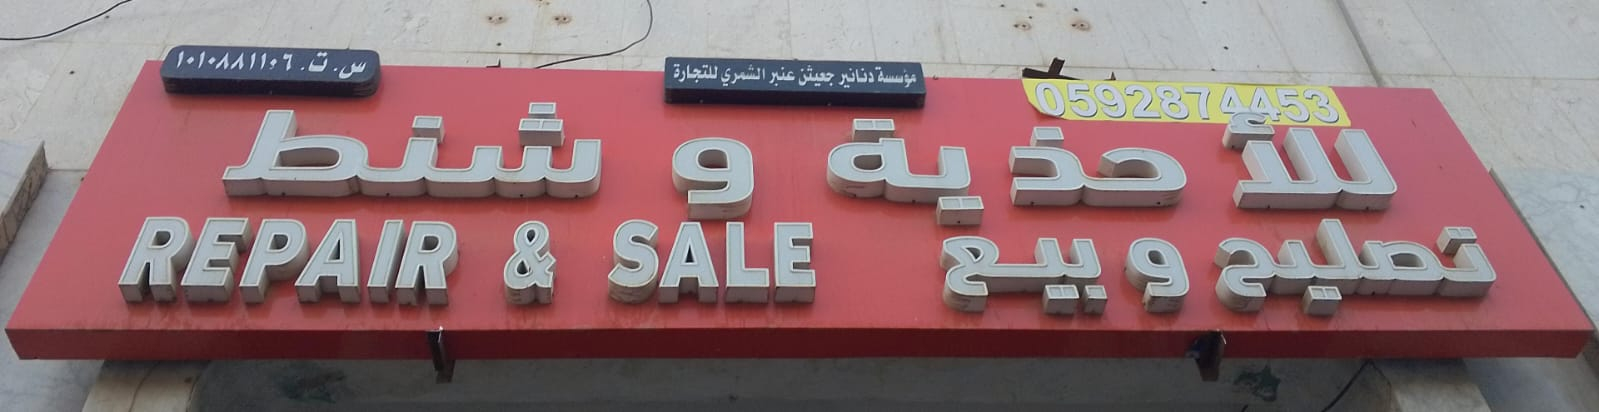 س. ت. ١٠١٠٨٨١١٠٦
مؤسسة دنانير جعيثن عنبر الشمري للتجارة
0592874453
للأحذية و شنط
تصليح و بيع
REPAIR & SALE